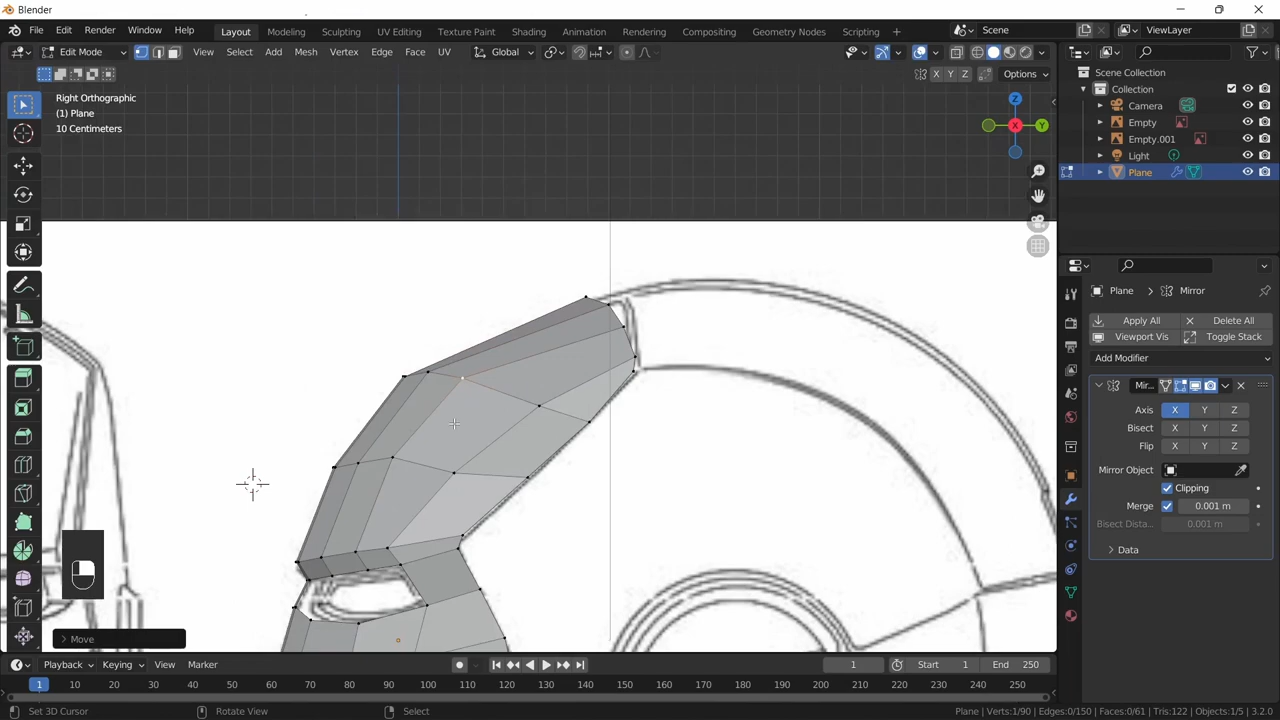 Blender
File Edit Render Window Help
Layout Modeling Sculpting UV Editing Texture Paint Shading Animation Rendering Compositing Geometry Nodes Scripting +
Scene
ViewLayer
Edit Mode
View Select Add Mesh Vertex Edge Face UV
Global
X Y Z
Options
Right Orthographic
(1) Plane
10 Centimeters
Z
X
Y
Move
Scene Collection
Collection
Camera
Empty
Empty.001
Light
Plane
Plane
Mirror
Apply All
Delete All
Viewport Vis
Toggle Stack
Add Modifier
Mir...
Axis X Y Z
Bisect X Y Z
Flip X Y Z
Mirror Object
Clipping
Merge 0.001 m
Bisect Dista... 0.001 m
Data
Playback Keying View Marker
1
Start 1
End 250
1 10 20 30 40 50 60 70 80 90 100 110 120 130 140 150 160 170 180 190 200 210 220 230 240 250
Set 3D Cursor
Rotate View
Select
Plane | Verts:1/90 | Edges:0/150 | Faces:0/61 | Tris:122 | Objects:1/5 | 3.2.0